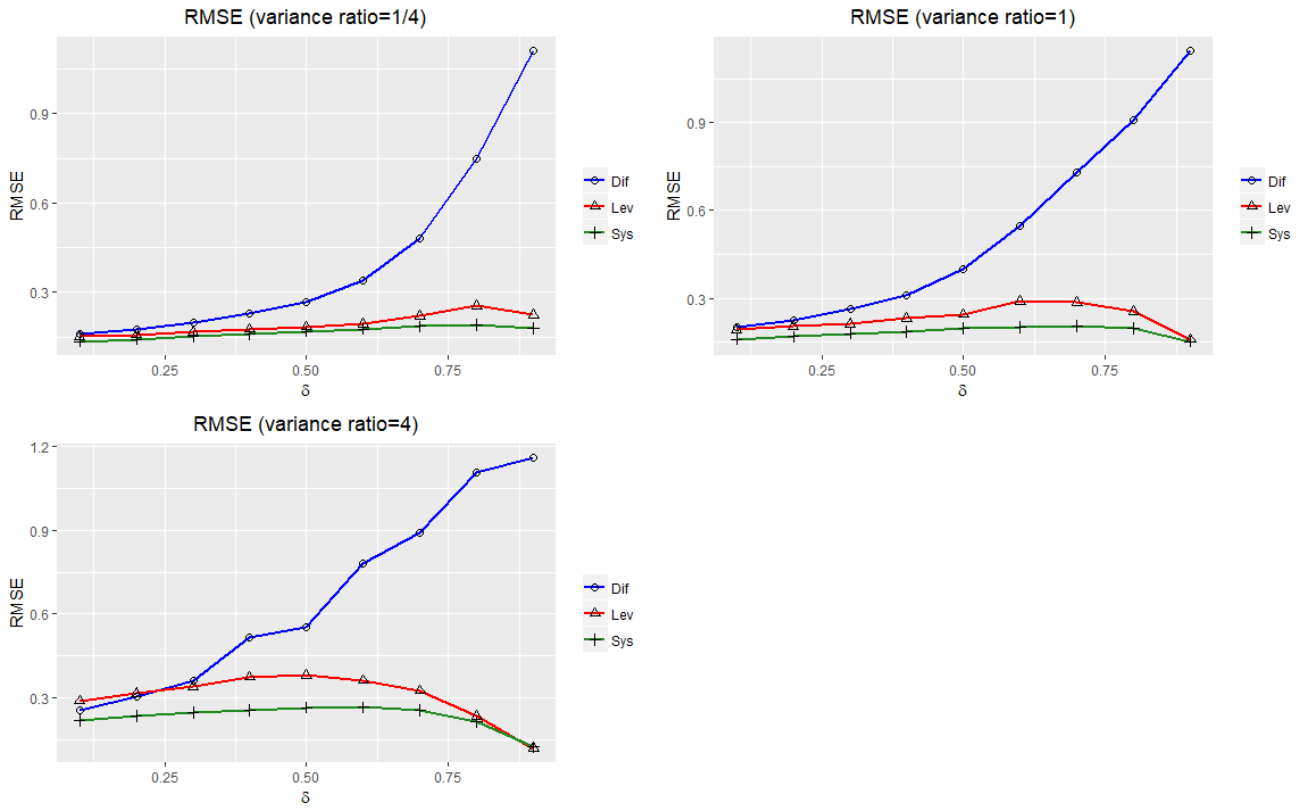 RMSE (variance ratio=1/4)
RMSE
0.9
0.6
0.3
0.25
0.50
0.75
δ
Dif
Lev
Sys
RMSE (variance ratio=1)
RMSE
0.9
0.6
0.3
0.25
0.50
0.75
δ
Dif
Lev
Sys
RMSE (variance ratio=4)
RMSE
1.2
0.9
0.6
0.3
0.25
0.50
0.75
δ
Dif
Lev
Sys